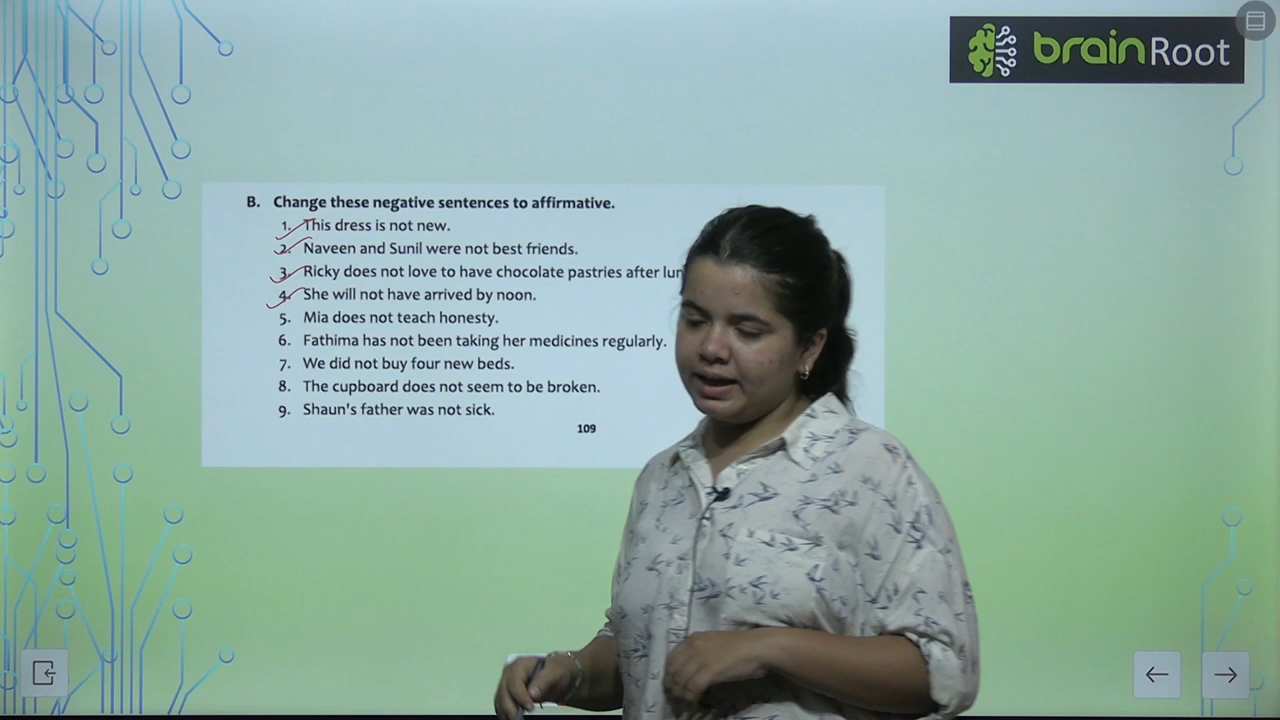 brainRoot
B. Change these negative sentences to affirmative.
1. This dress is not new.
2. Naveen and Sunil were not best friends.
3. Ricky does not love to have chocolate pastries after
4. She will not have arrived by noon.
5. Mia does not teach honesty.
6. Fathima has not been taking her medicines regularly.
7. We did not buy four new beds.
8. The cupboard does not seem to be broken.
9. Shaun's father was not sick.
109